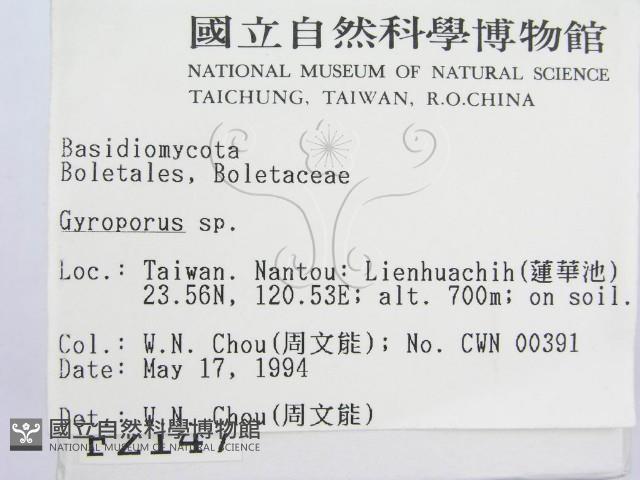 國立自然科學博物館
NATIONAL MUSEUM OF NATURAL SCIENCE
TAICHUNG, TAIWAN, R.O.CHINA
Basidiomycota
Boletales, Boletaceae
Gyroporus sp.
Loc.: Taiwan. Nantou: Lienhuachih(蓮華池)
23.56N, 120.53E; alt. 700m; on soil.
Col.: W.N. Chou(周文能); No. CWN 00391
Date: May 17, 1994
Det.: W.N. Chou(周文能)
國立自然科學博物館
NATIONAL MUSEUM OF NATURAL SCIENCE